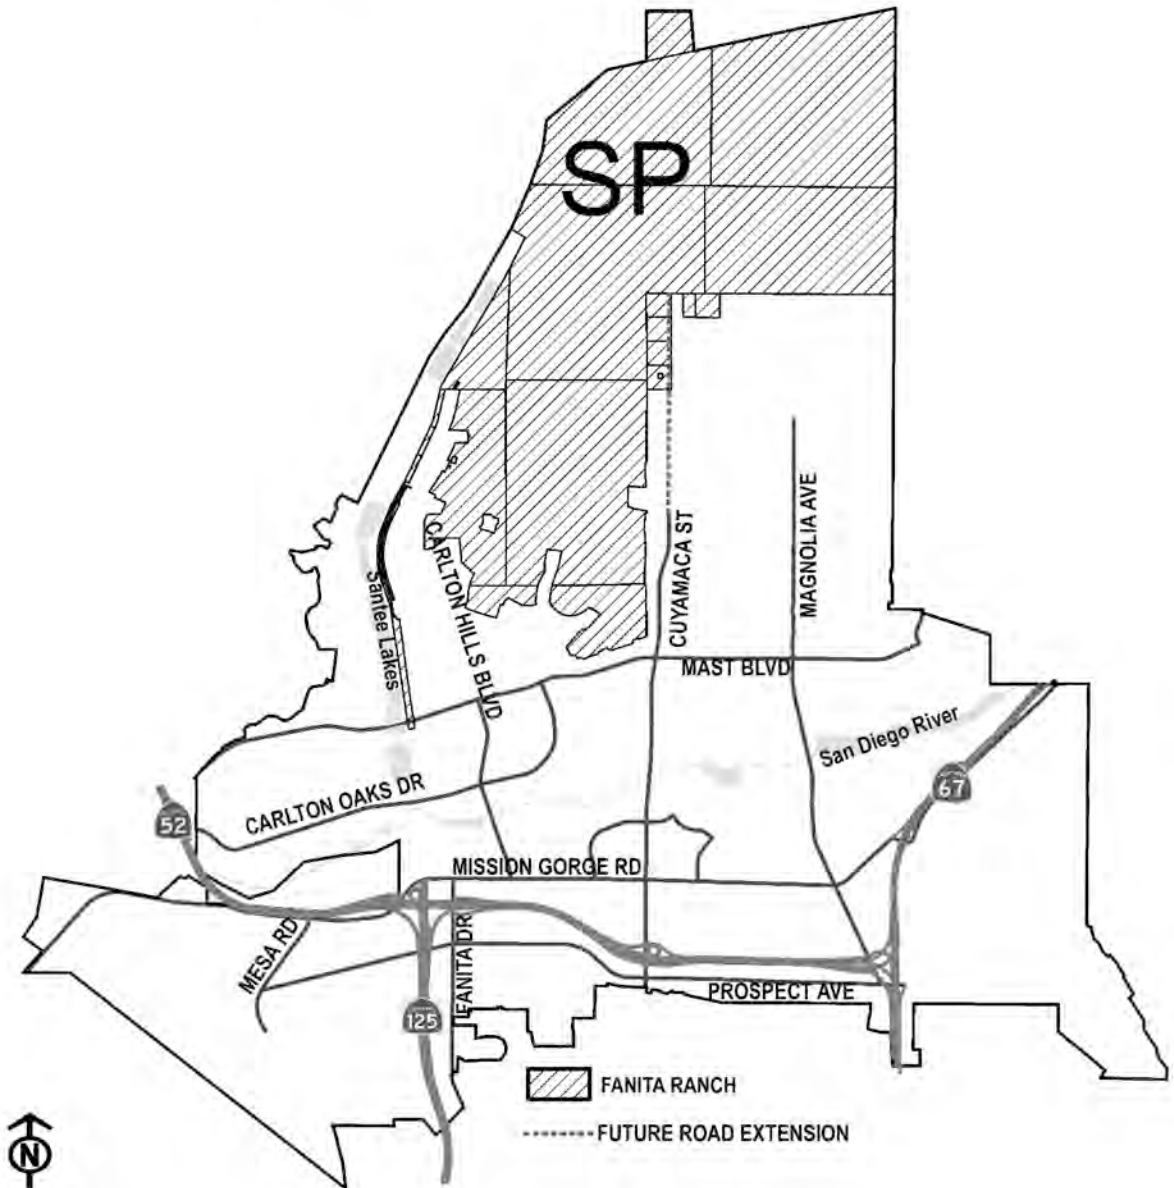 SP
MAGNOLIA AVE
CUYAMACA ST
CARLTON HILLS BLVD
Santee Lakes
MAST BLVD
San Diego River
67
CARLTON OAKS DR
52
MISSION GORGE RD
MESA RD
FANITA DR
PROSPECT AVE
125
FANITA RANCH
FUTURE ROAD EXTENSION
N